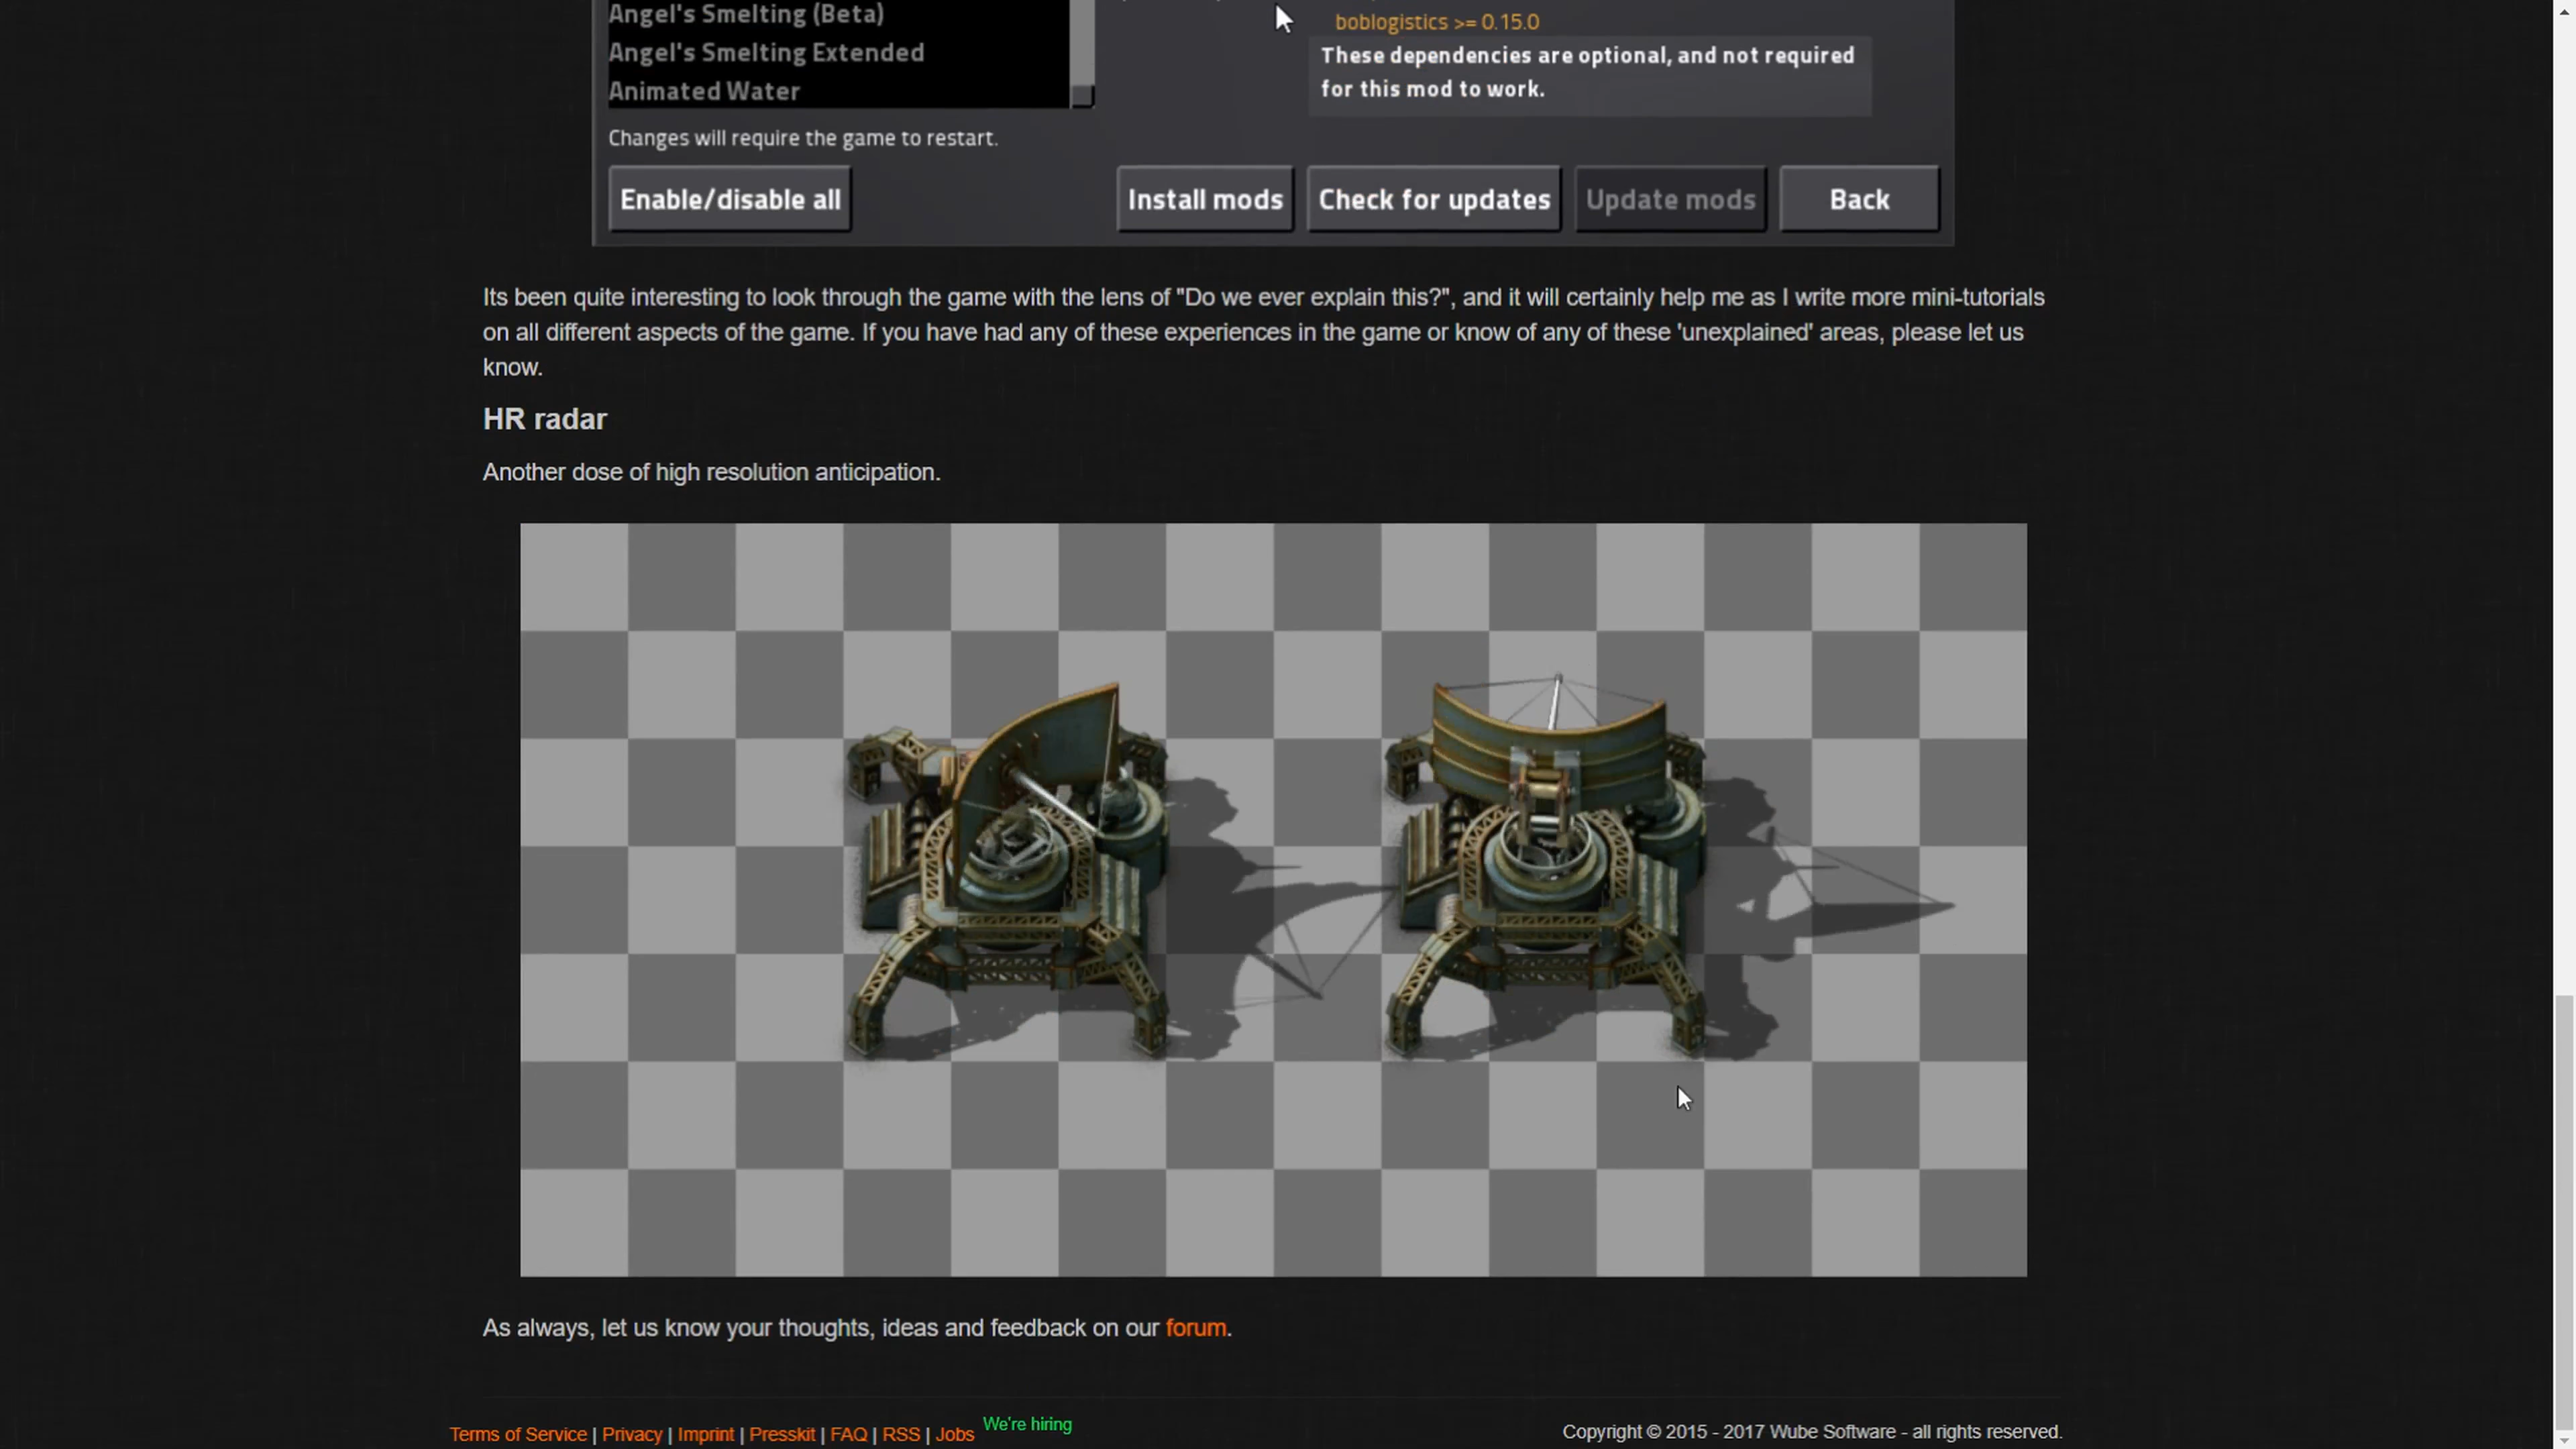 Angel's Smelting (Beta)
Angel's Smelting Extended
Animated Water
boblogistics >= 0.15.0
These dependencies are optional, and not required
for this mod to work.
Changes will require the game to restart.
Enable/disable all
Install mods
Check for updates
Update mods
Back
Its been quite interesting to look through the game with the lens of "Do we ever explain this?", and it will certainly help me as I write more mini-tutorials
on all different aspects of the game. If you have had any of these experiences in the game or know of any of these 'unexplained' areas, please let us
know.
HR radar
Another dose of high resolution anticipation.
As always, let us know your thoughts, ideas and feedback on our forum.
Terms of Service | Privacy | Imprint | Presskit | FAQ | RSS | Jobs We're hiring
Copyright © 2015 - 2017 Wube Software - all rights reserved.